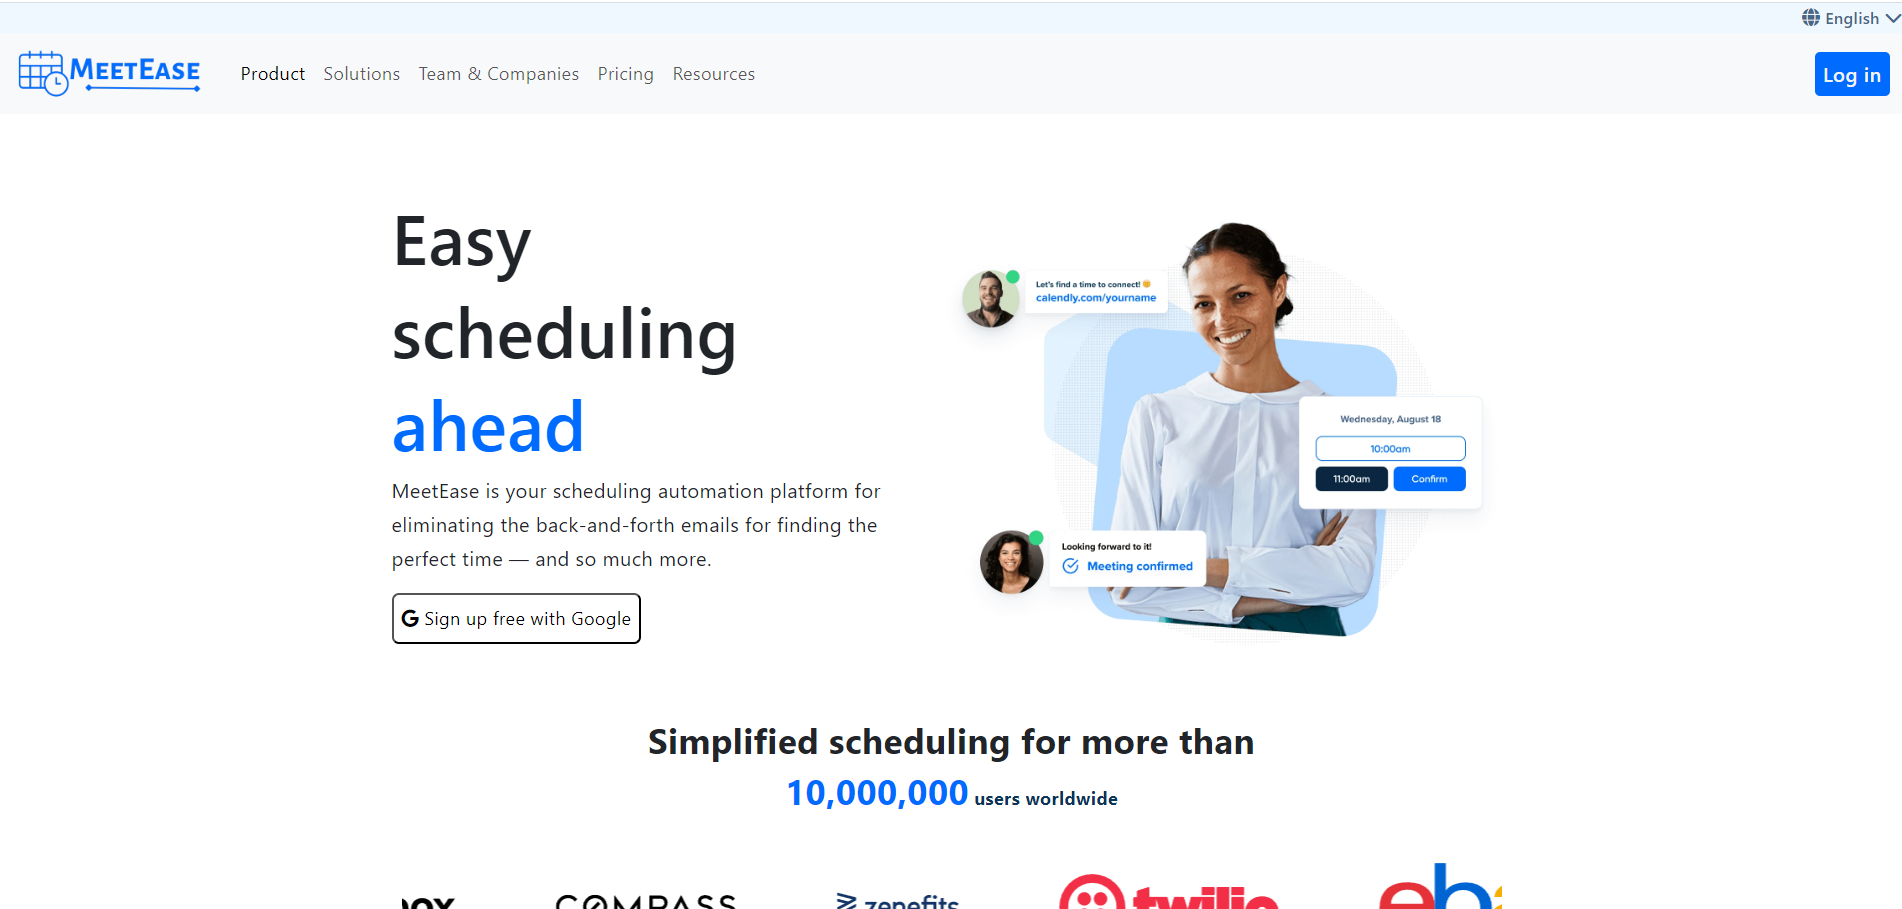 English
MEETEASE
Product Solutions Team & Companies Pricing Resources
Log in
Easy
scheduling
ahead
MeetEase is your scheduling automation platform for
eliminating the back-and-forth emails for finding the
perfect time — and so much more.
G Sign up free with Google
Let's find a time to connect!
calendly.com/yourname
Wednesday, August 18
10:00am
11:00am Confirm
Looking forward to it!
Meeting confirmed
Simplified scheduling for more than
10,000,000 users worldwide
COMPASS
zenefits
twilio